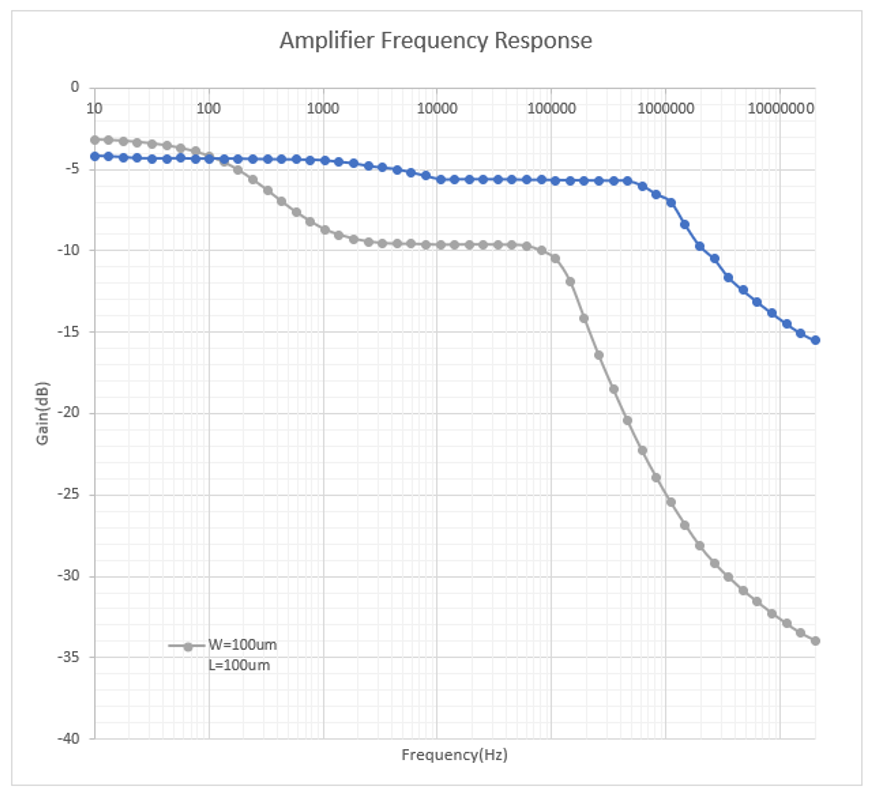 Amplifier Frequency Response
0
10 100 1000 10000 100000 1000000 10000000
-5
-10
-15
-20
Gain(dB)
-25
-30
W=100um
L=100um
-35
-40
Frequency(Hz)